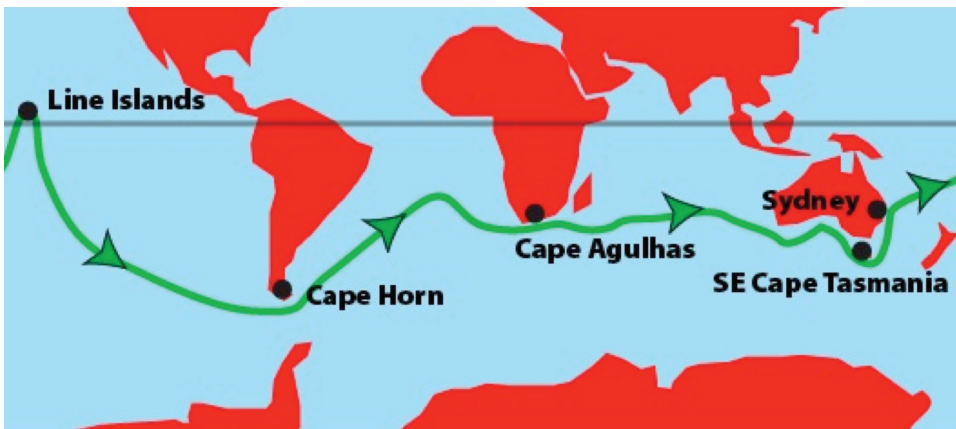 Line Islands
Sydney
Cape Agulhas
SE Cape Tasmania
Cape Horn